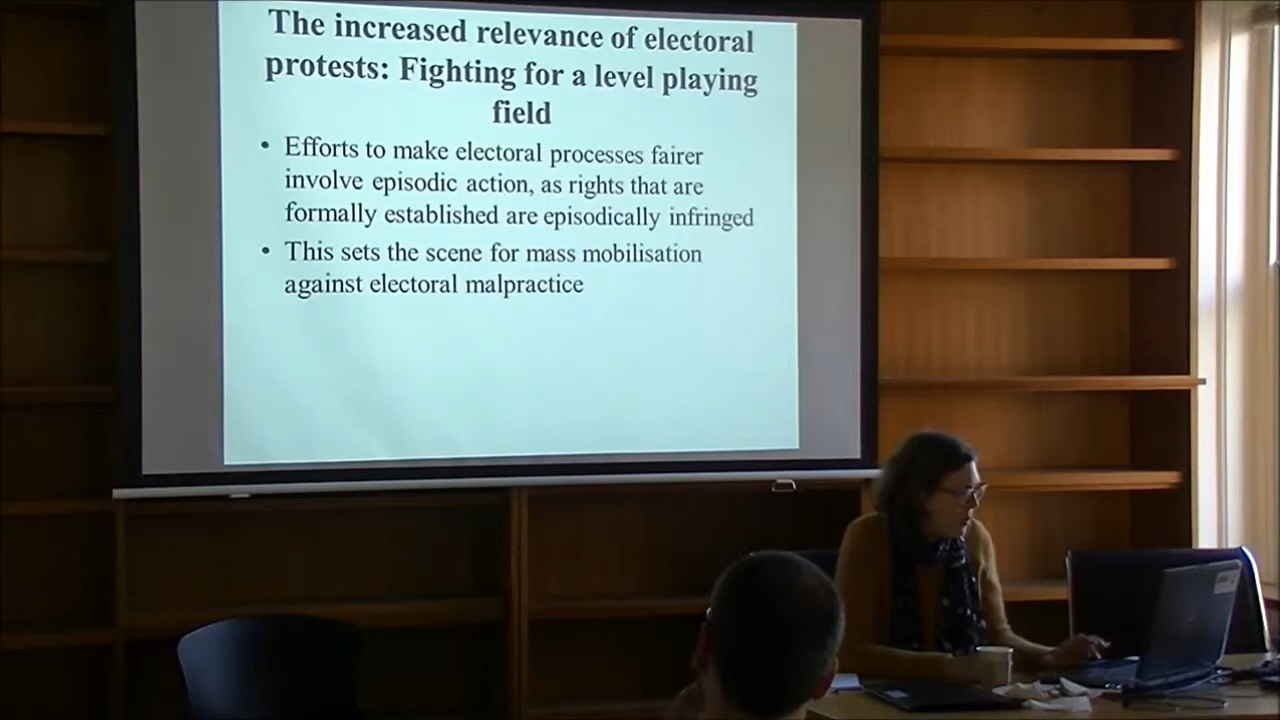 The increased relevance of electoral
protests: Fighting for a level playing
field
• Efforts to make electoral processes fairer
involve episodic action, as rights that are
formally established are episodically infringed
• This sets the scene for mass mobilisation
against electoral malpractice